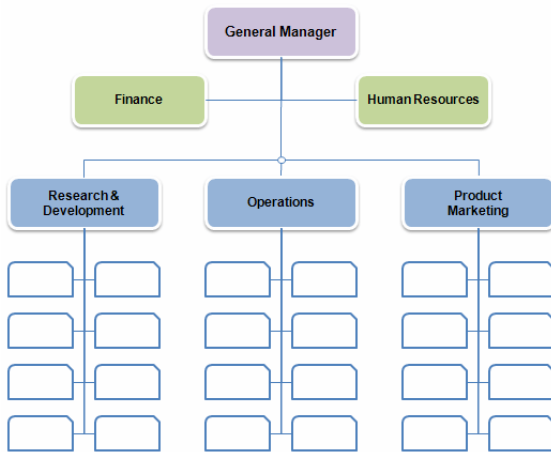 General Manager
Finance
Human Resources
Research &
Development
Operations
Product
Marketing